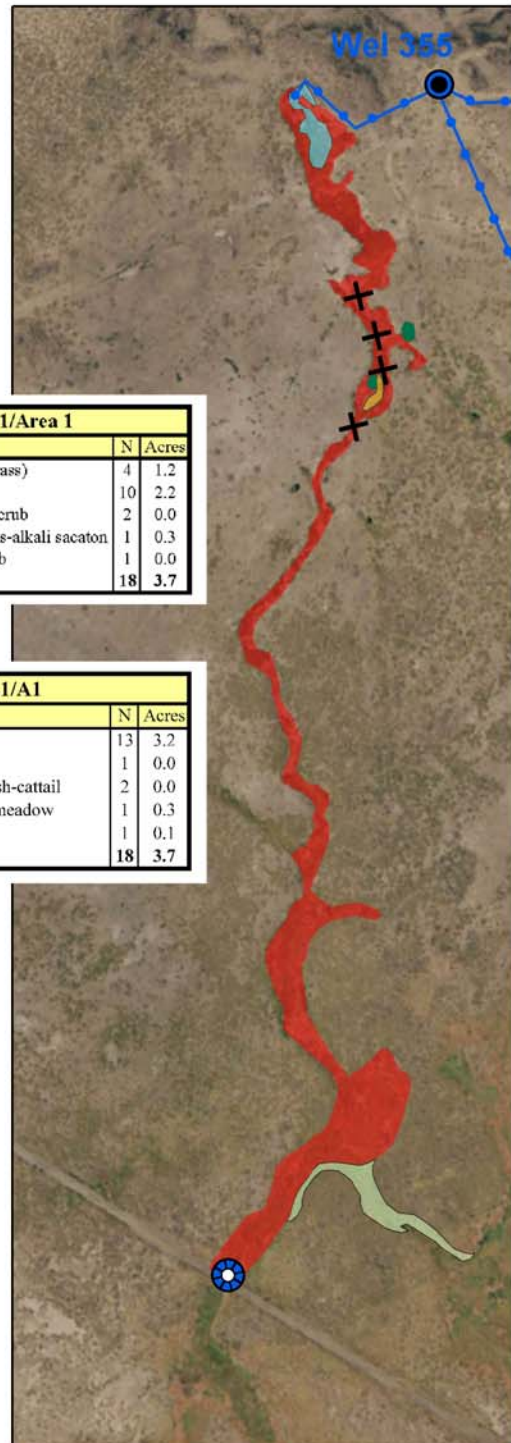 Wel 355
1/Area 1
N Acres
ass) 4 1.2
10 2.2
crub 2 0.0
s-alkali sacaton 1 0.3
b 1 0.0
18 3.7
1/A1
N Acres
13 3.2
1 0.0
sh-cattail 2 0.0
meadow 1 0.3
1 0.1
18 3.7